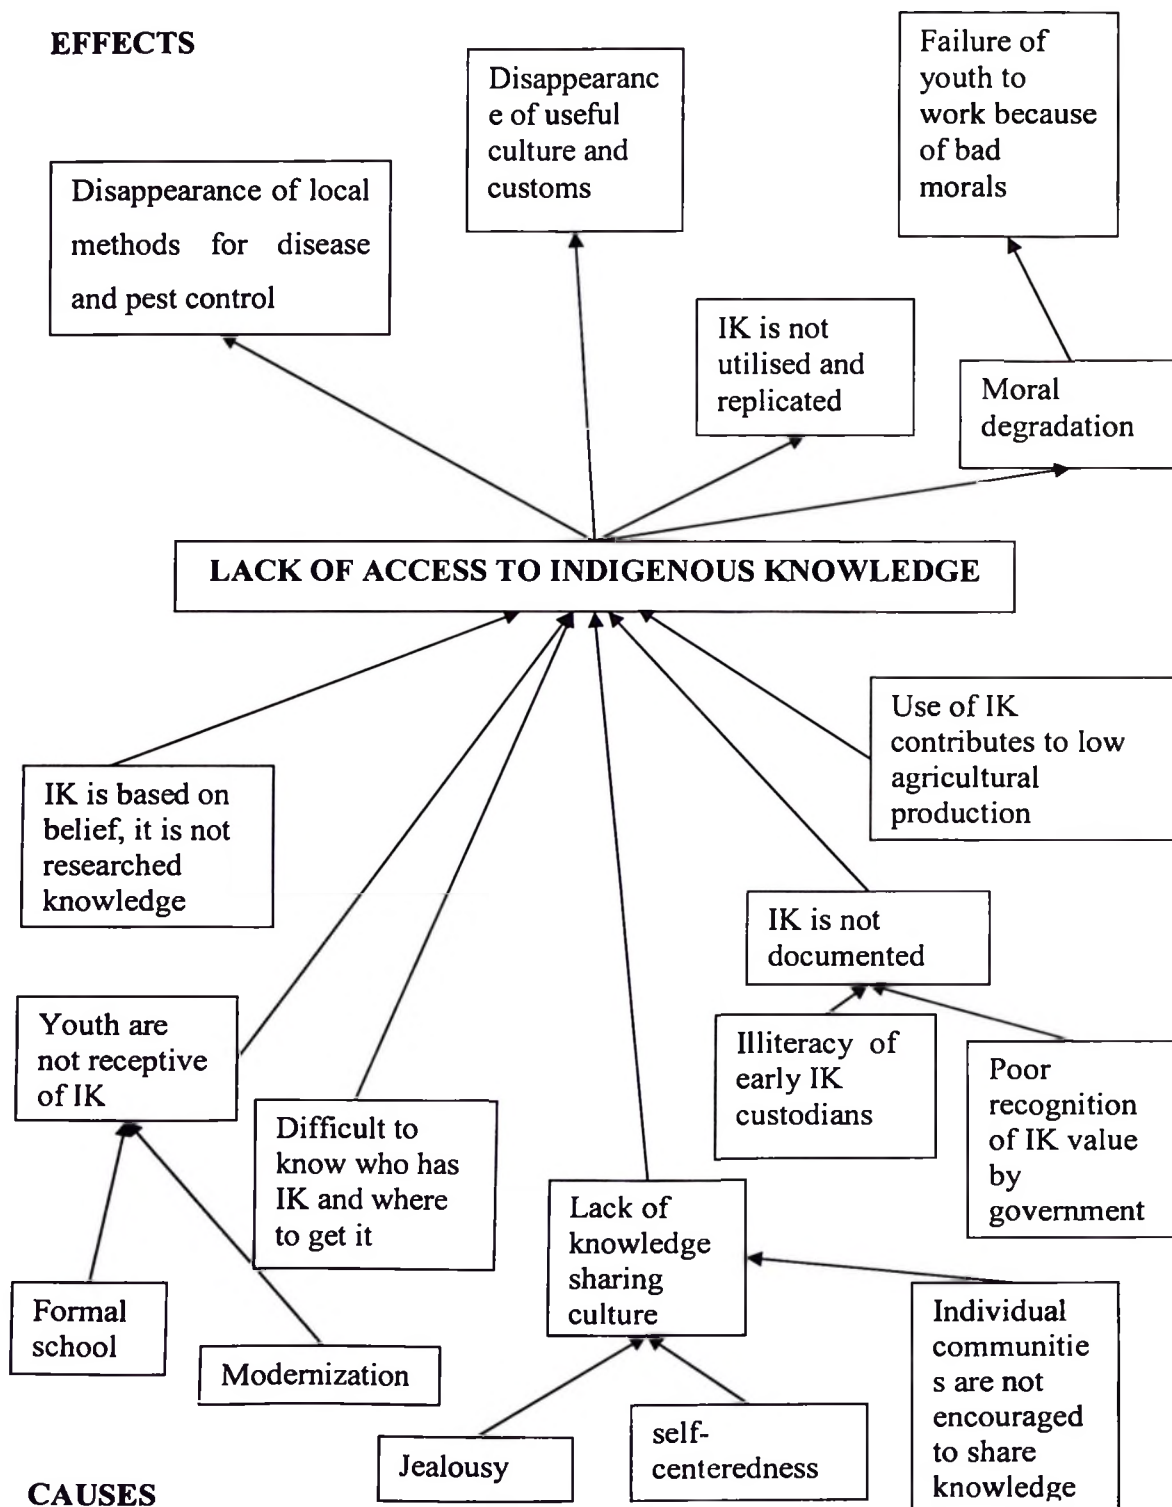 EFFECTS
Disappearanc
e of useful
culture and
customs
Failure of
youth to
work because
of bad
morals
Disappearance of local
methods for disease
and pest control
IK is not
utilised and
replicated
Moral
degradation
LACK OF ACCESS TO INDIGENOUS KNOWLEDGE
Use of IK
contributes to low
agricultural
production
IK is based on
belief, it is not
researched
knowledge
IK is not
documented
Youth are
not receptive
of IK
Illiteracy of
early IK
custodians
Poor
recognition
of IK value
by
government
Difficult to
know who has
IK and where
to get it
Lack of
knowledge
sharing
culture
Formal
school
Modernization
Individual
communitie
s are not
encouraged
to share
knowledge
Jealousy
self-
centeredness
CAUSES